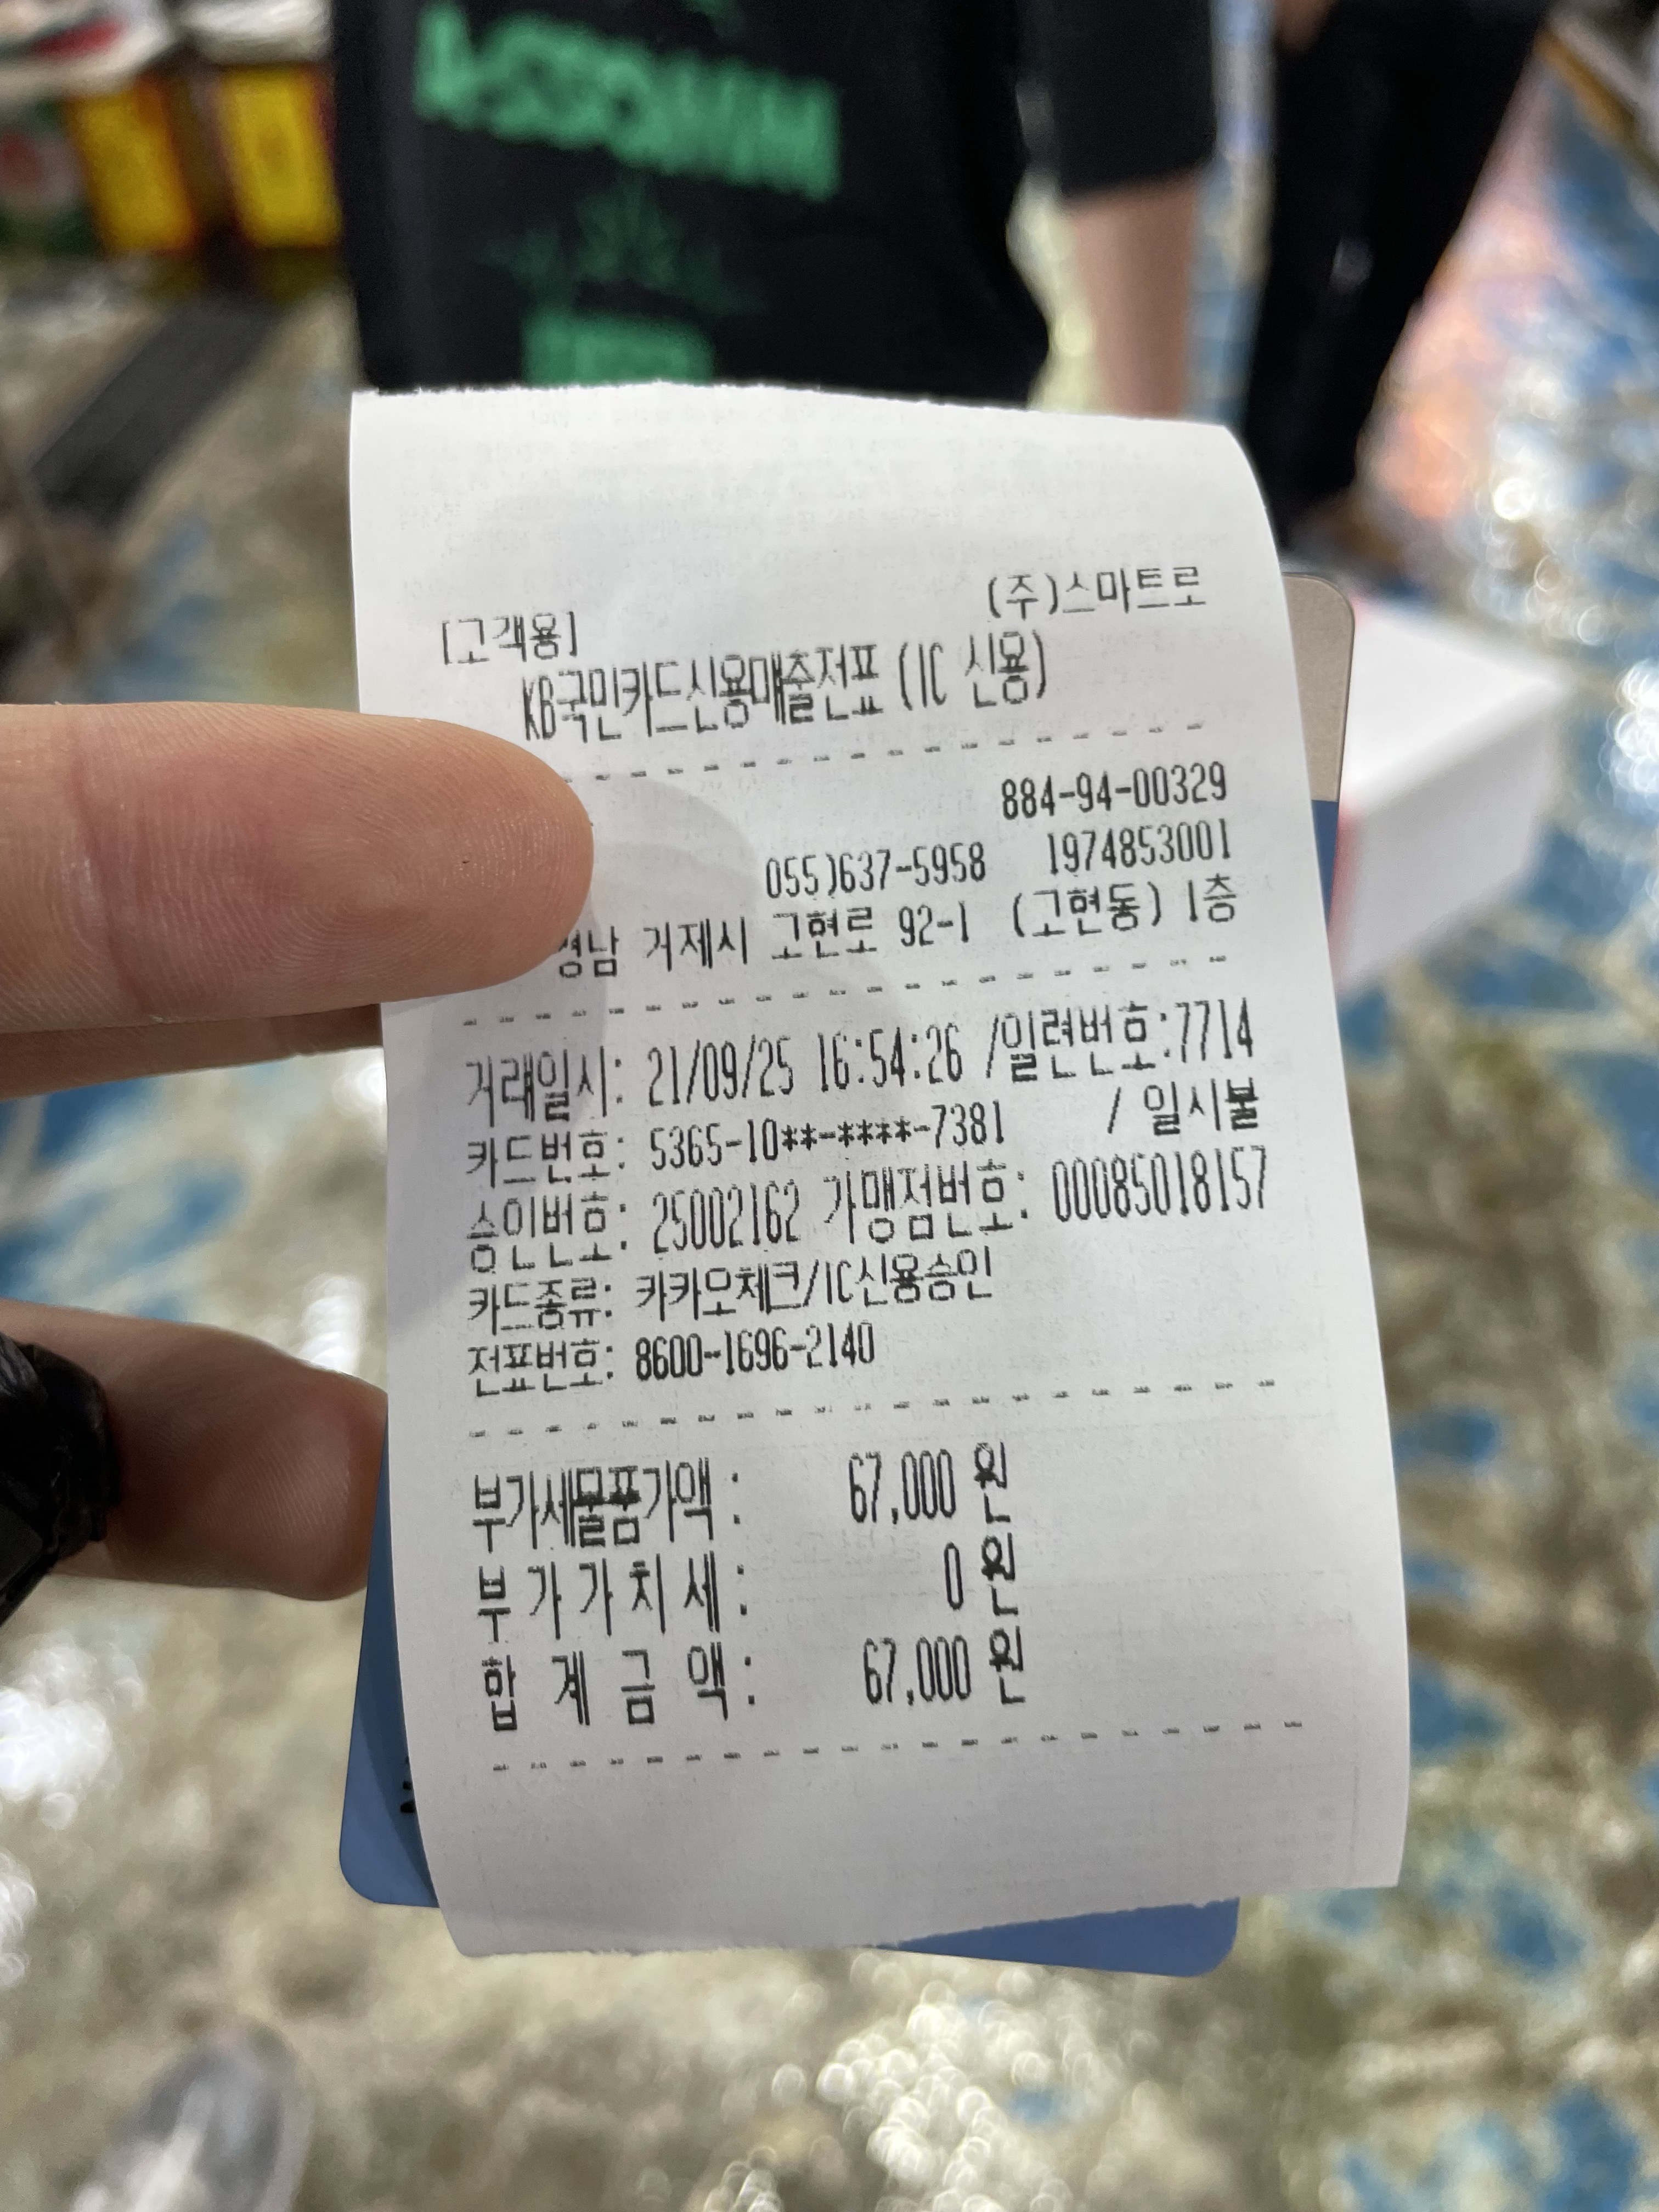 (주)스마트로
[고객용]
KB국민카드신용매출전표(IC 신용)
884-94-00329
055)637-5958 1974853001
경남 거제시 고현로 92-1 (고현동) 1층
거래일시: 21/09/25 16:54:26 /일련번호:7714
카드번호: 5365-10**-****-7381 / 일시불
승인번호: 25002162 가맹점번호: 00085018157
카드종류: 카카오체크/IC신용승인
전표번호: 8600-1696-2140
부가세물품가액 : 67,000 원
부 가 가 치 세 : 0 원
합 계 금 액 : 67,000 원